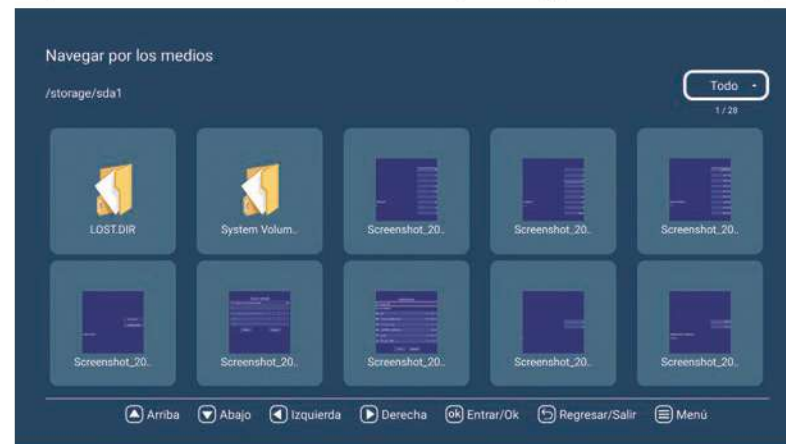 Navegar por los medios
/storage/sda1
Todo
1 / 28
LOST.DIR
System Volum..
Screenshot_20..
Screenshot_20..
Screenshot_20..
Screenshot_20..
Screenshot_20..
Screenshot_20..
Screenshot_20..
Screenshot_20..
Arriba Abajo Izquierda Derecha ok Entrar/Ok Regresar/Salir Menú